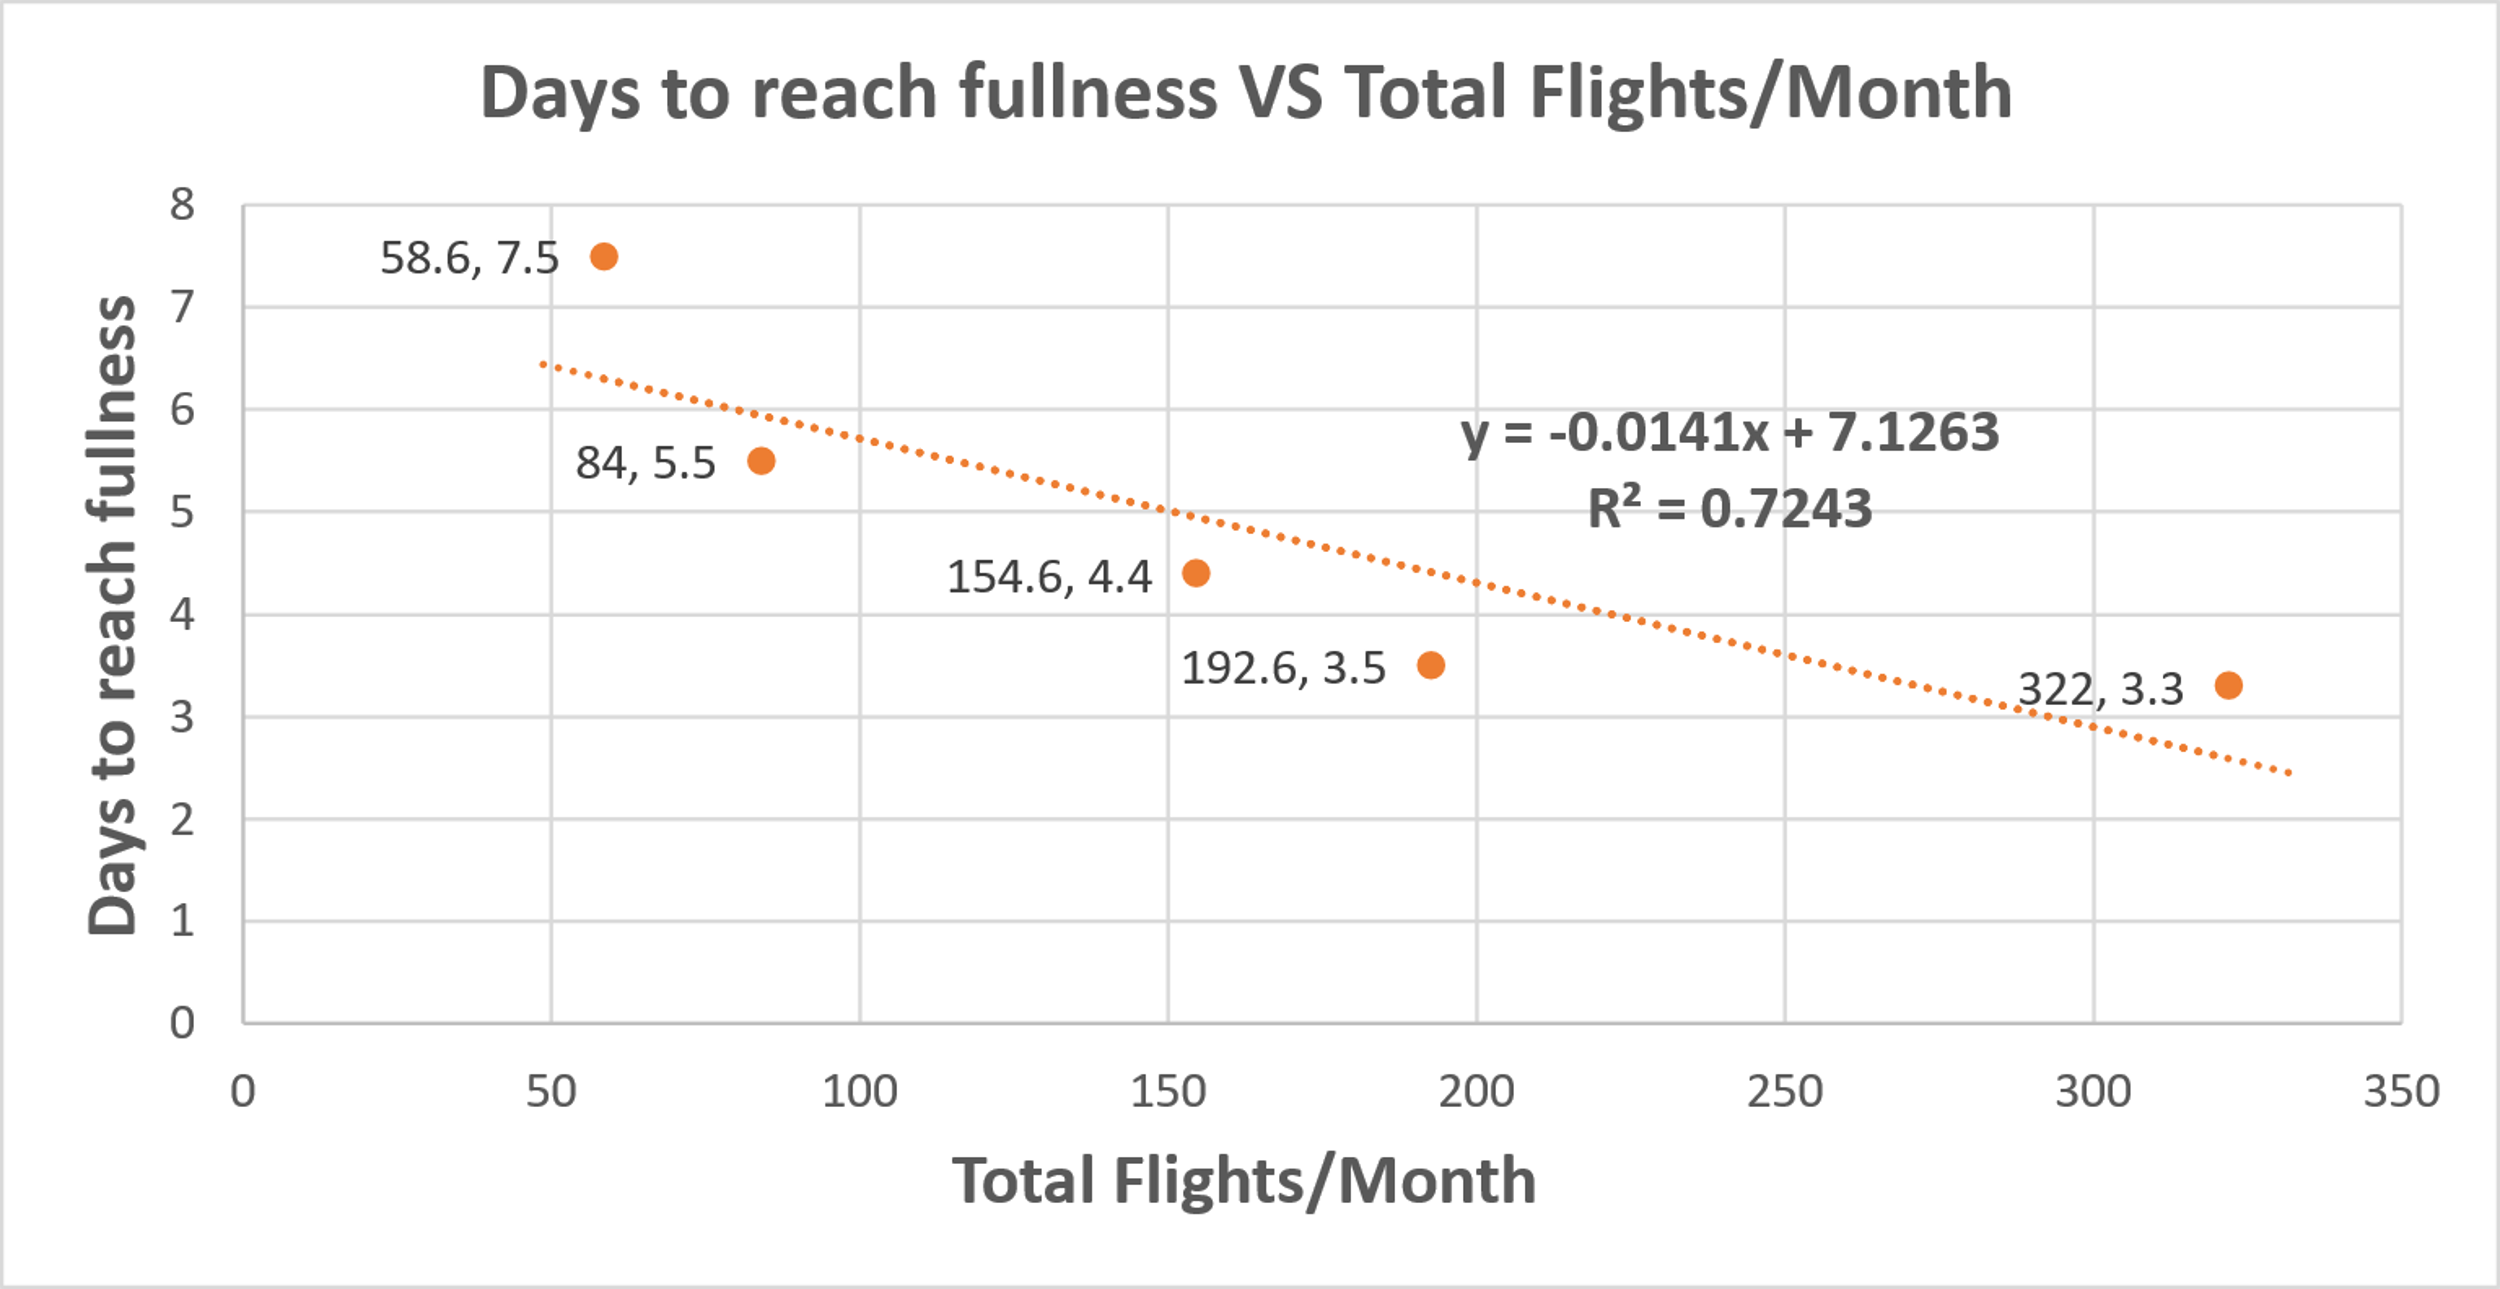 Days to reach fullness VS Total Flights/Month
Days to reach fullness
8
7
6
5
4
3
2
1
0
58.6, 7.5
84, 5.5
154.6, 4.4
192.6, 3.5
322, 3.3
y = -0.0141x + 7.1263
R² = 0.7243
0 50 100 150 200 250 300 350
Total Flights/Month